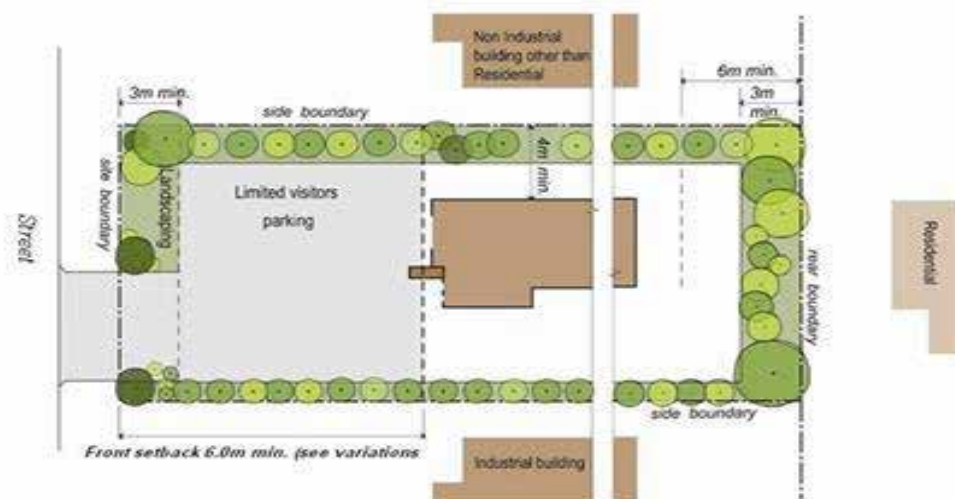 Non Industrial
building other than
Residential
6m min.
3m min.
3m
min.
side boundary
4m min.
side boundary
Landscaping
Limited visitors
parking
Street
Residential
rear boundary
side boundary
Front setback 6.0m min. (see variations
Industrial building